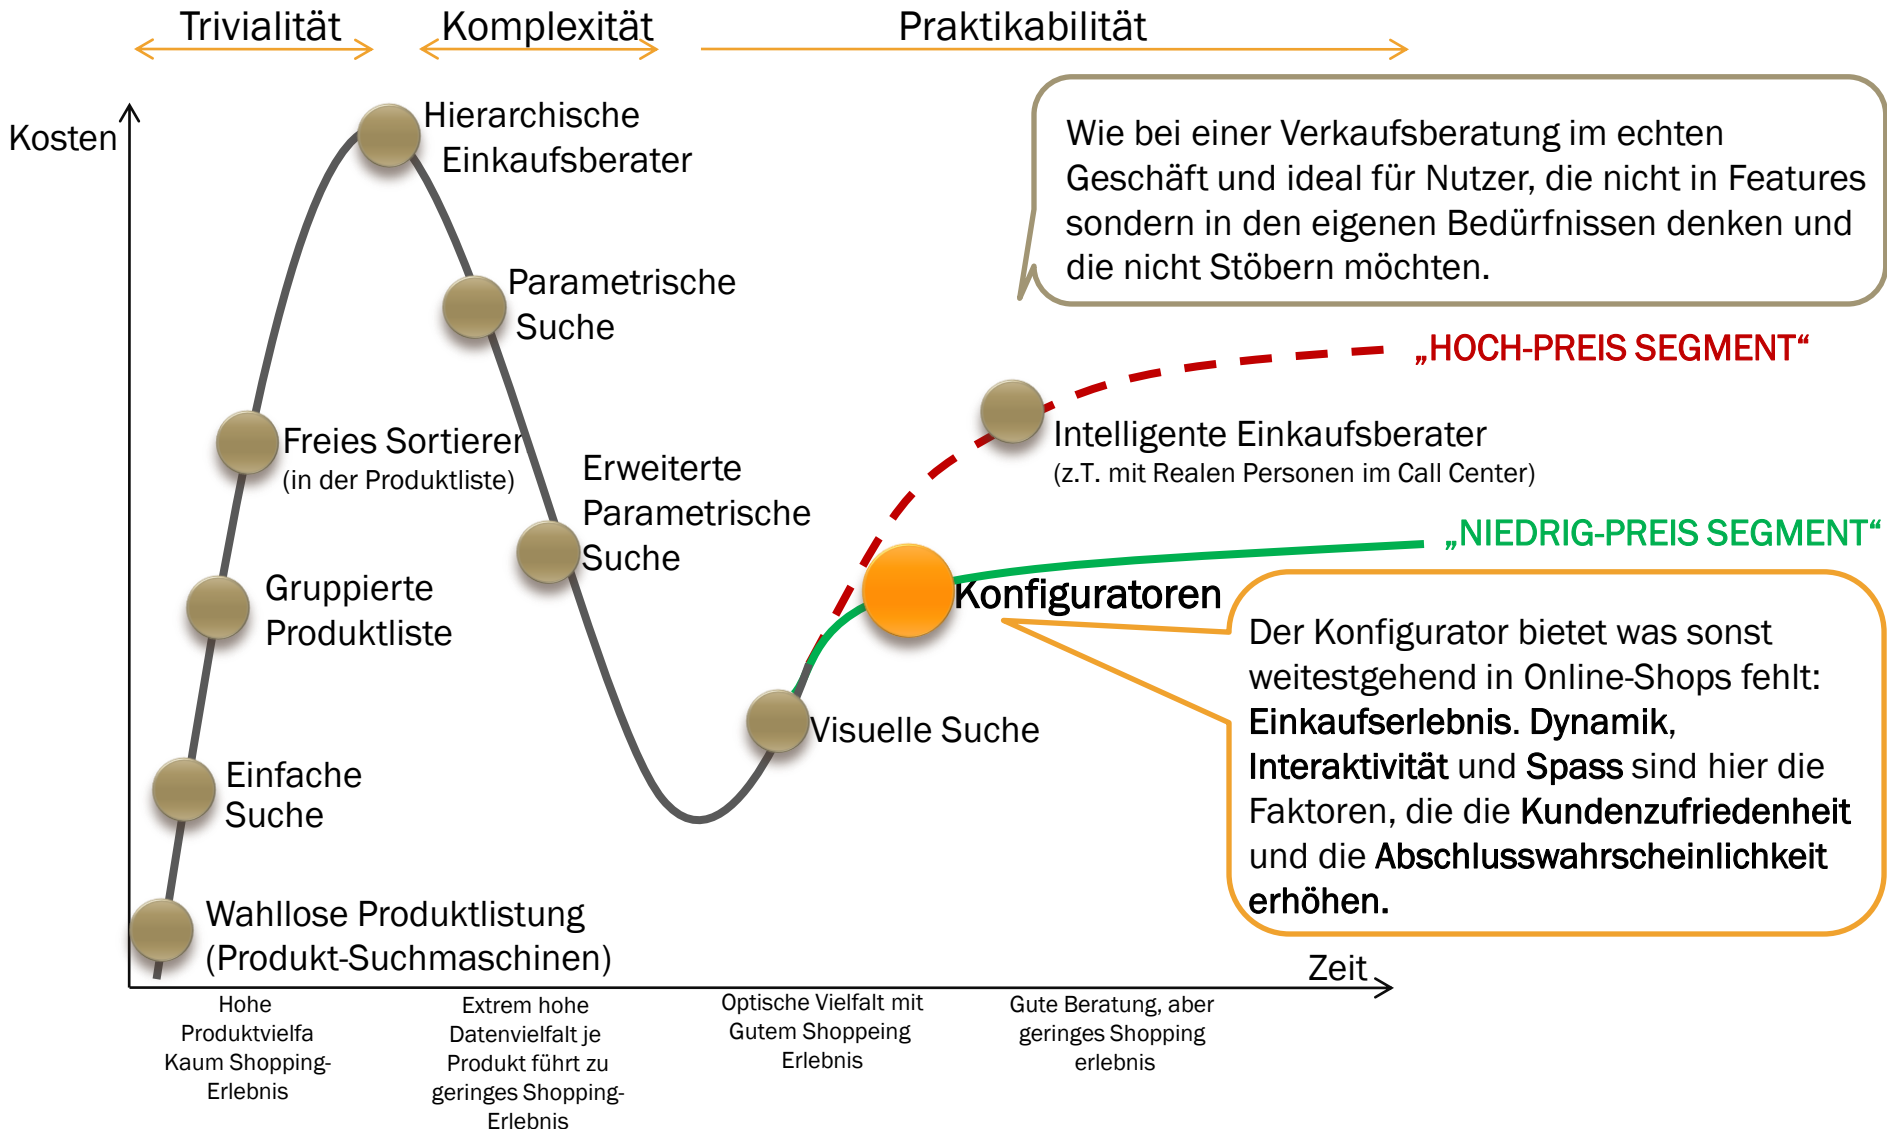 Trivialität
Komplexität
Praktikabilität
Kosten
Hierarchische
Einkaufsberater
Wie bei einer Verkaufsberatung im echten
Geschäft und ideal für Nutzer, die nicht in Features
sondern in den eigenen Bedürfnissen denken und
die nicht Stöbern möchten.
Parametrische
Suche
„HOCH-PREIS SEGMENT“
Freies Sortierer
(in der Produktliste)
Intelligente Einkaufsberater
(z.T. mit Realen Personen im Call Center)
Erweiterte
Parametrische
Suche
„NIEDRIG-PREIS SEGMENT“
Gruppierte
Produktliste
Konfiguratoren
Der Konfigurator bietet was sonst
weitestgehend in Online-Shops fehlt:
Einkaufserlebnis. Dynamik,
Interaktivität und Spass sind hier die
Faktoren, die die Kundenzufriedenheit
und die Abschlusswahrscheinlichkeit
erhöhen.
Visuelle Suche
Einfache
Suche
Wahllose Produktlistung
(Produkt-Suchmaschinen)
Zeit
Hohe
Produktvielfa
Kaum Shopping-
Erlebnis
Extrem hohe
Datenvielfalt je
Produkt führt zu
geringes Shopping-
Erlebnis
Optische Vielfalt mit
Gutem Shoppeing
Erlebnis
Gute Beratung, aber
geringes Shopping
erlebnis